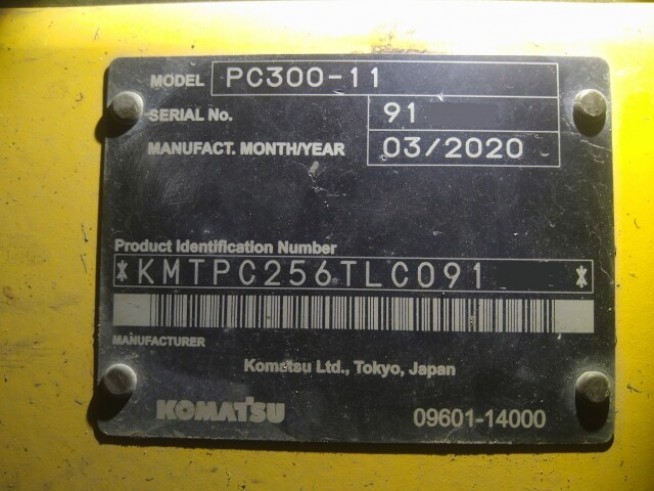 MODEL PC300-11
SERIAL No. 91
MANUFACT. MONTH/YEAR 03/2020
Product Identification Number
*KMTPC256TLC091 *
MANUFACTURER
Komatsu Ltd., Tokyo, Japan
KOMATSU 09601-14000